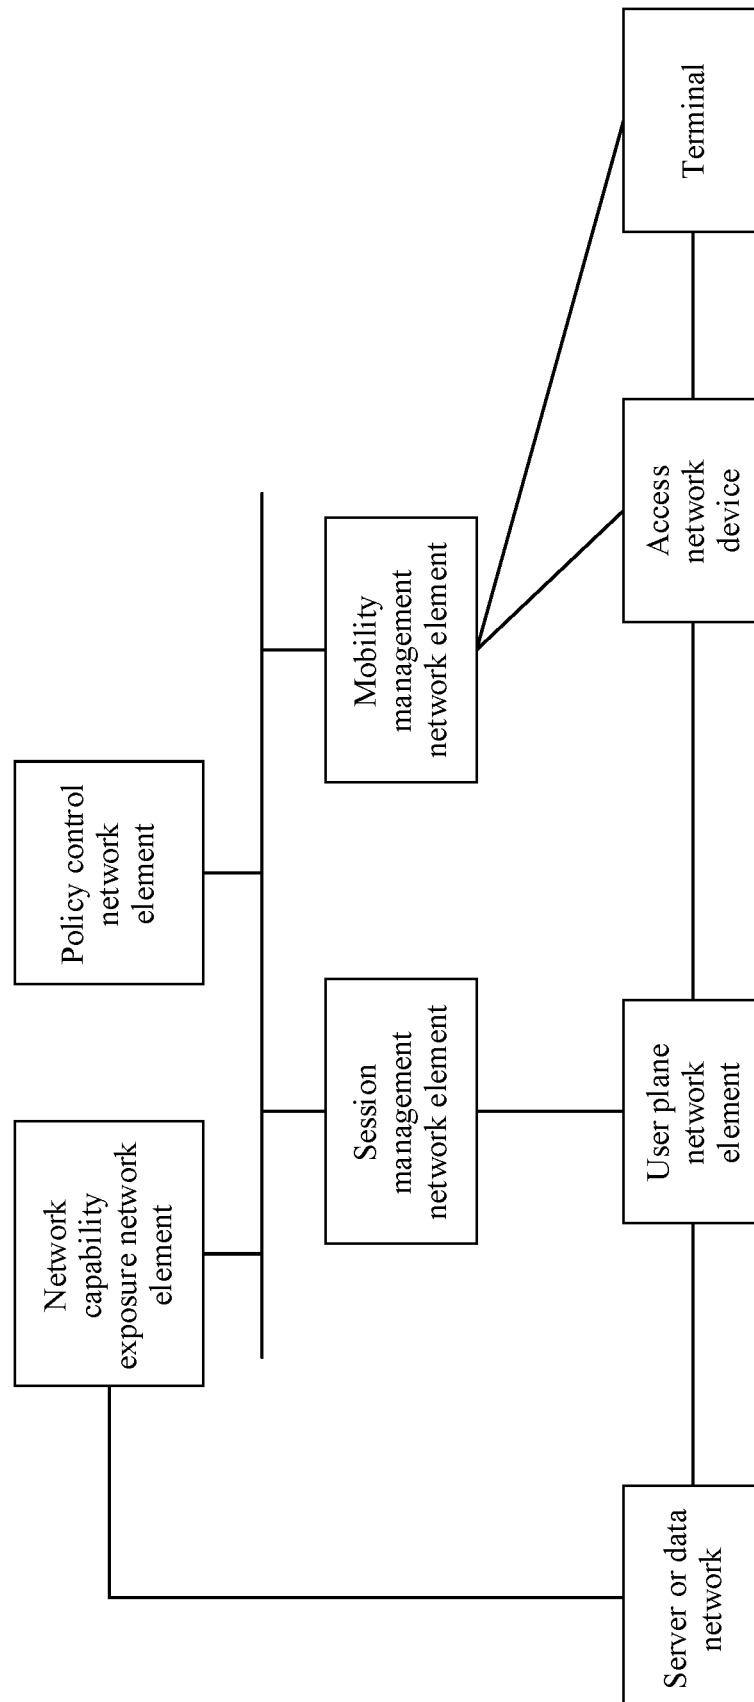 Network
capability
exposure network
element
Policy control
network
element
Session
management
network element
Mobility
management
network element
Server or data
network
User plane
network
element
Access
network
device
Terminal